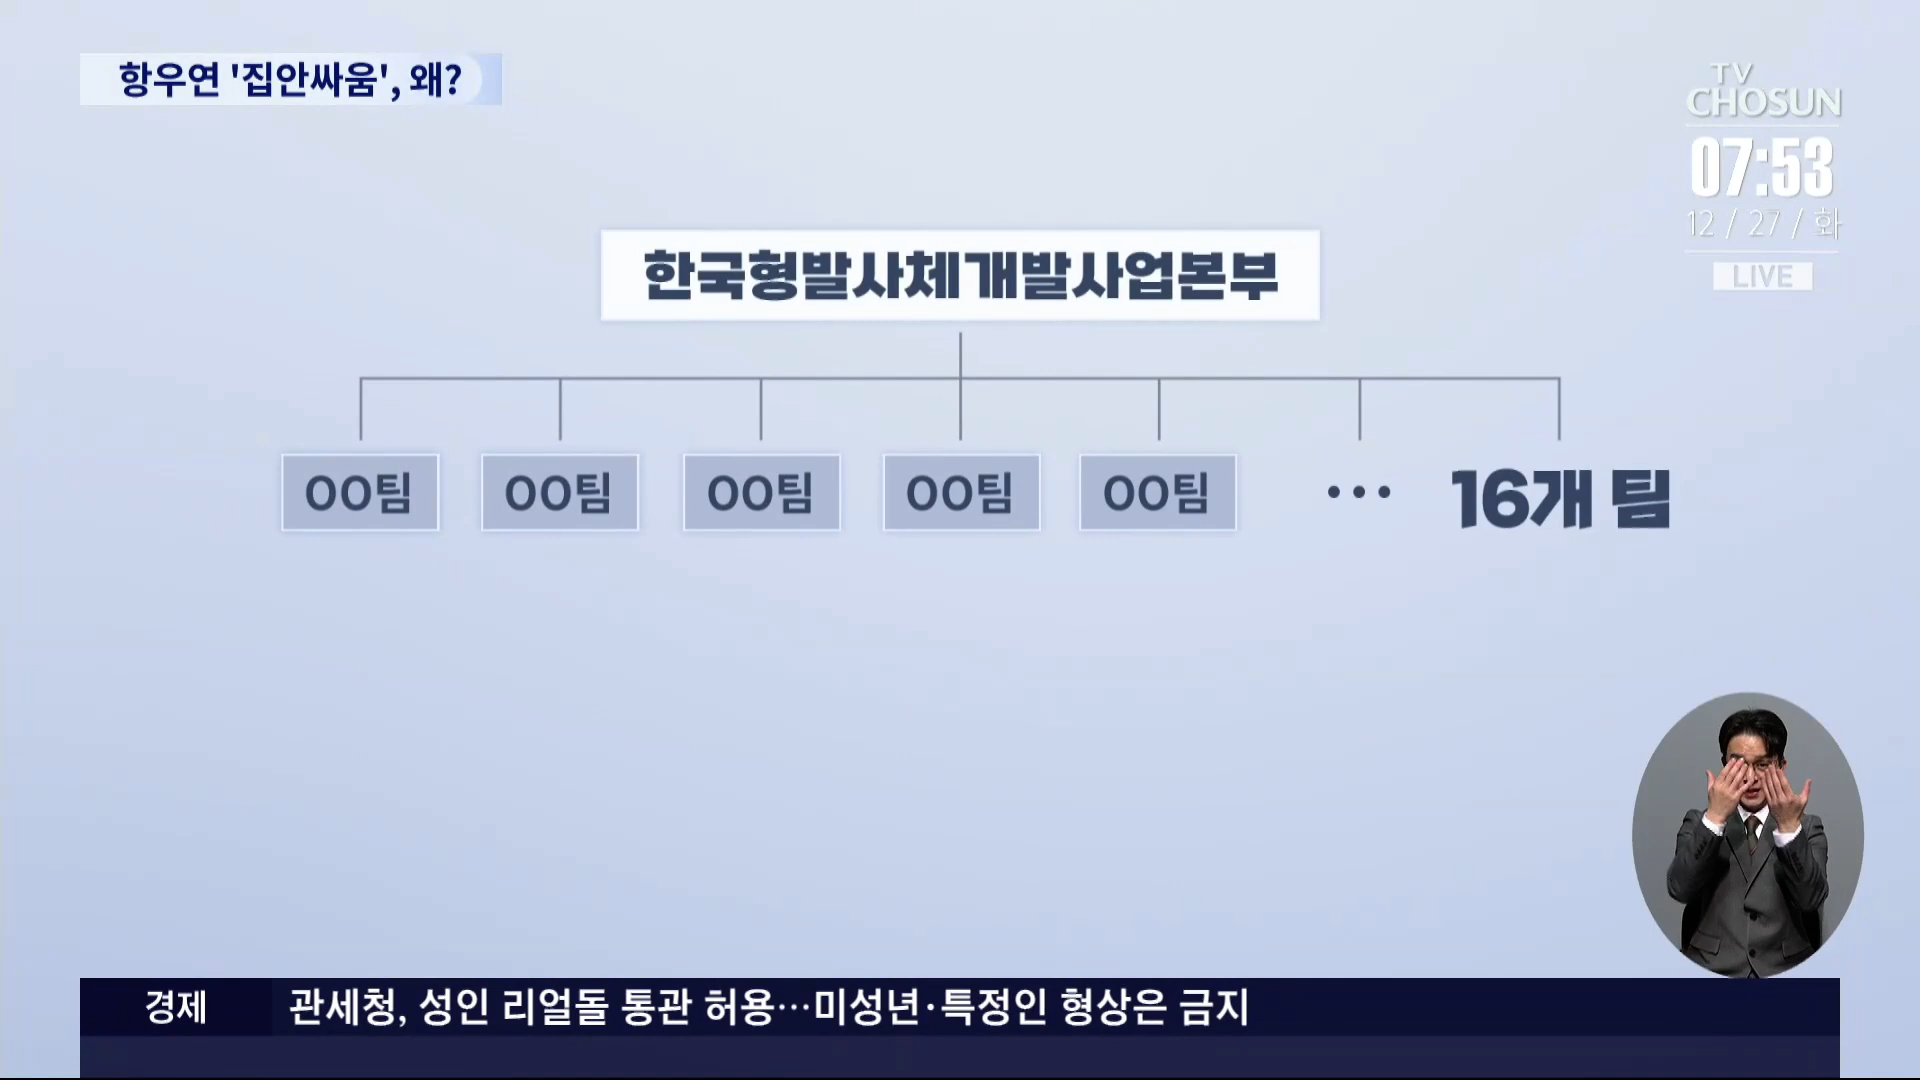 항우연 '집안싸움', 왜?
TV
CHOSUN
07:53
12 / 27 / 화
LIVE
한국형발사체개발사업본부
OO팀 OO팀 OO팀 OO팀 OO팀 ··· 16개 팀
경제 관세청, 성인 리얼돌 통관 허용…미성년·특정인 형상은 금지